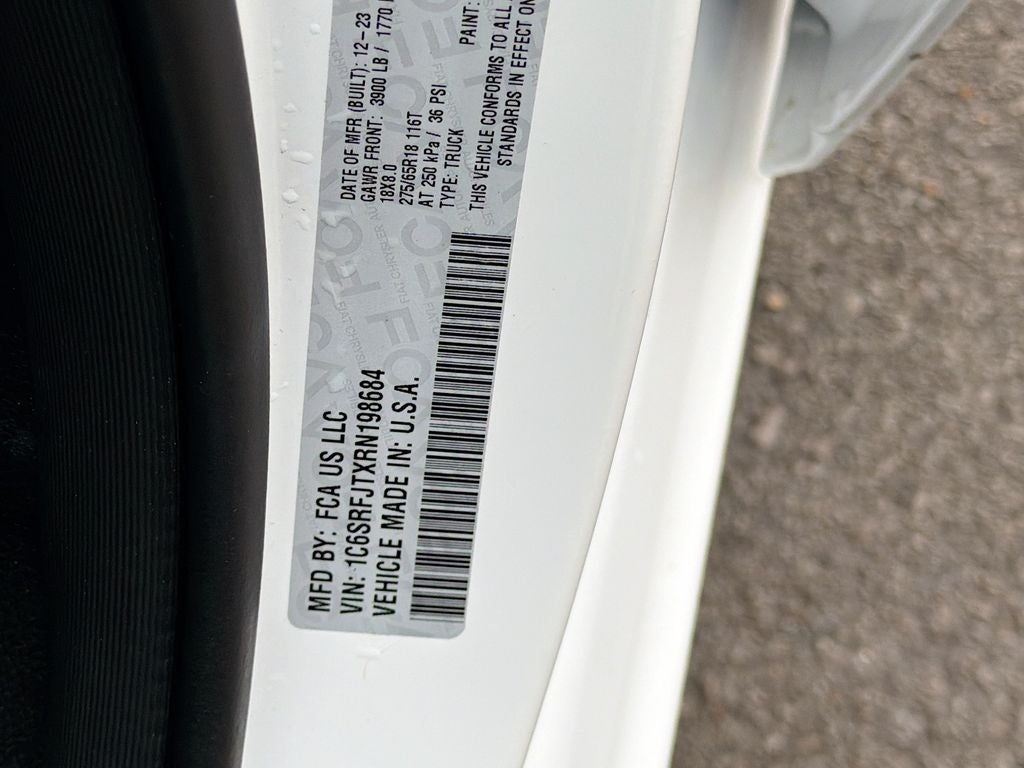 MFD BY: FCA US LLC
VIN: 1C6SRFJTXRN198684
VEHICLE MADE IN: U.S.A.
DATE OF MFR (BUILT): 12-23
GAWR FRONT: 3900 LB / 1770
18X8.0
275/65R18 116T
AT 250 kPa / 36 PSI
TYPE: TRUCK PAINT:
THIS VEHICLE CONFORMS TO ALL
STANDARDS IN EFFECT ON